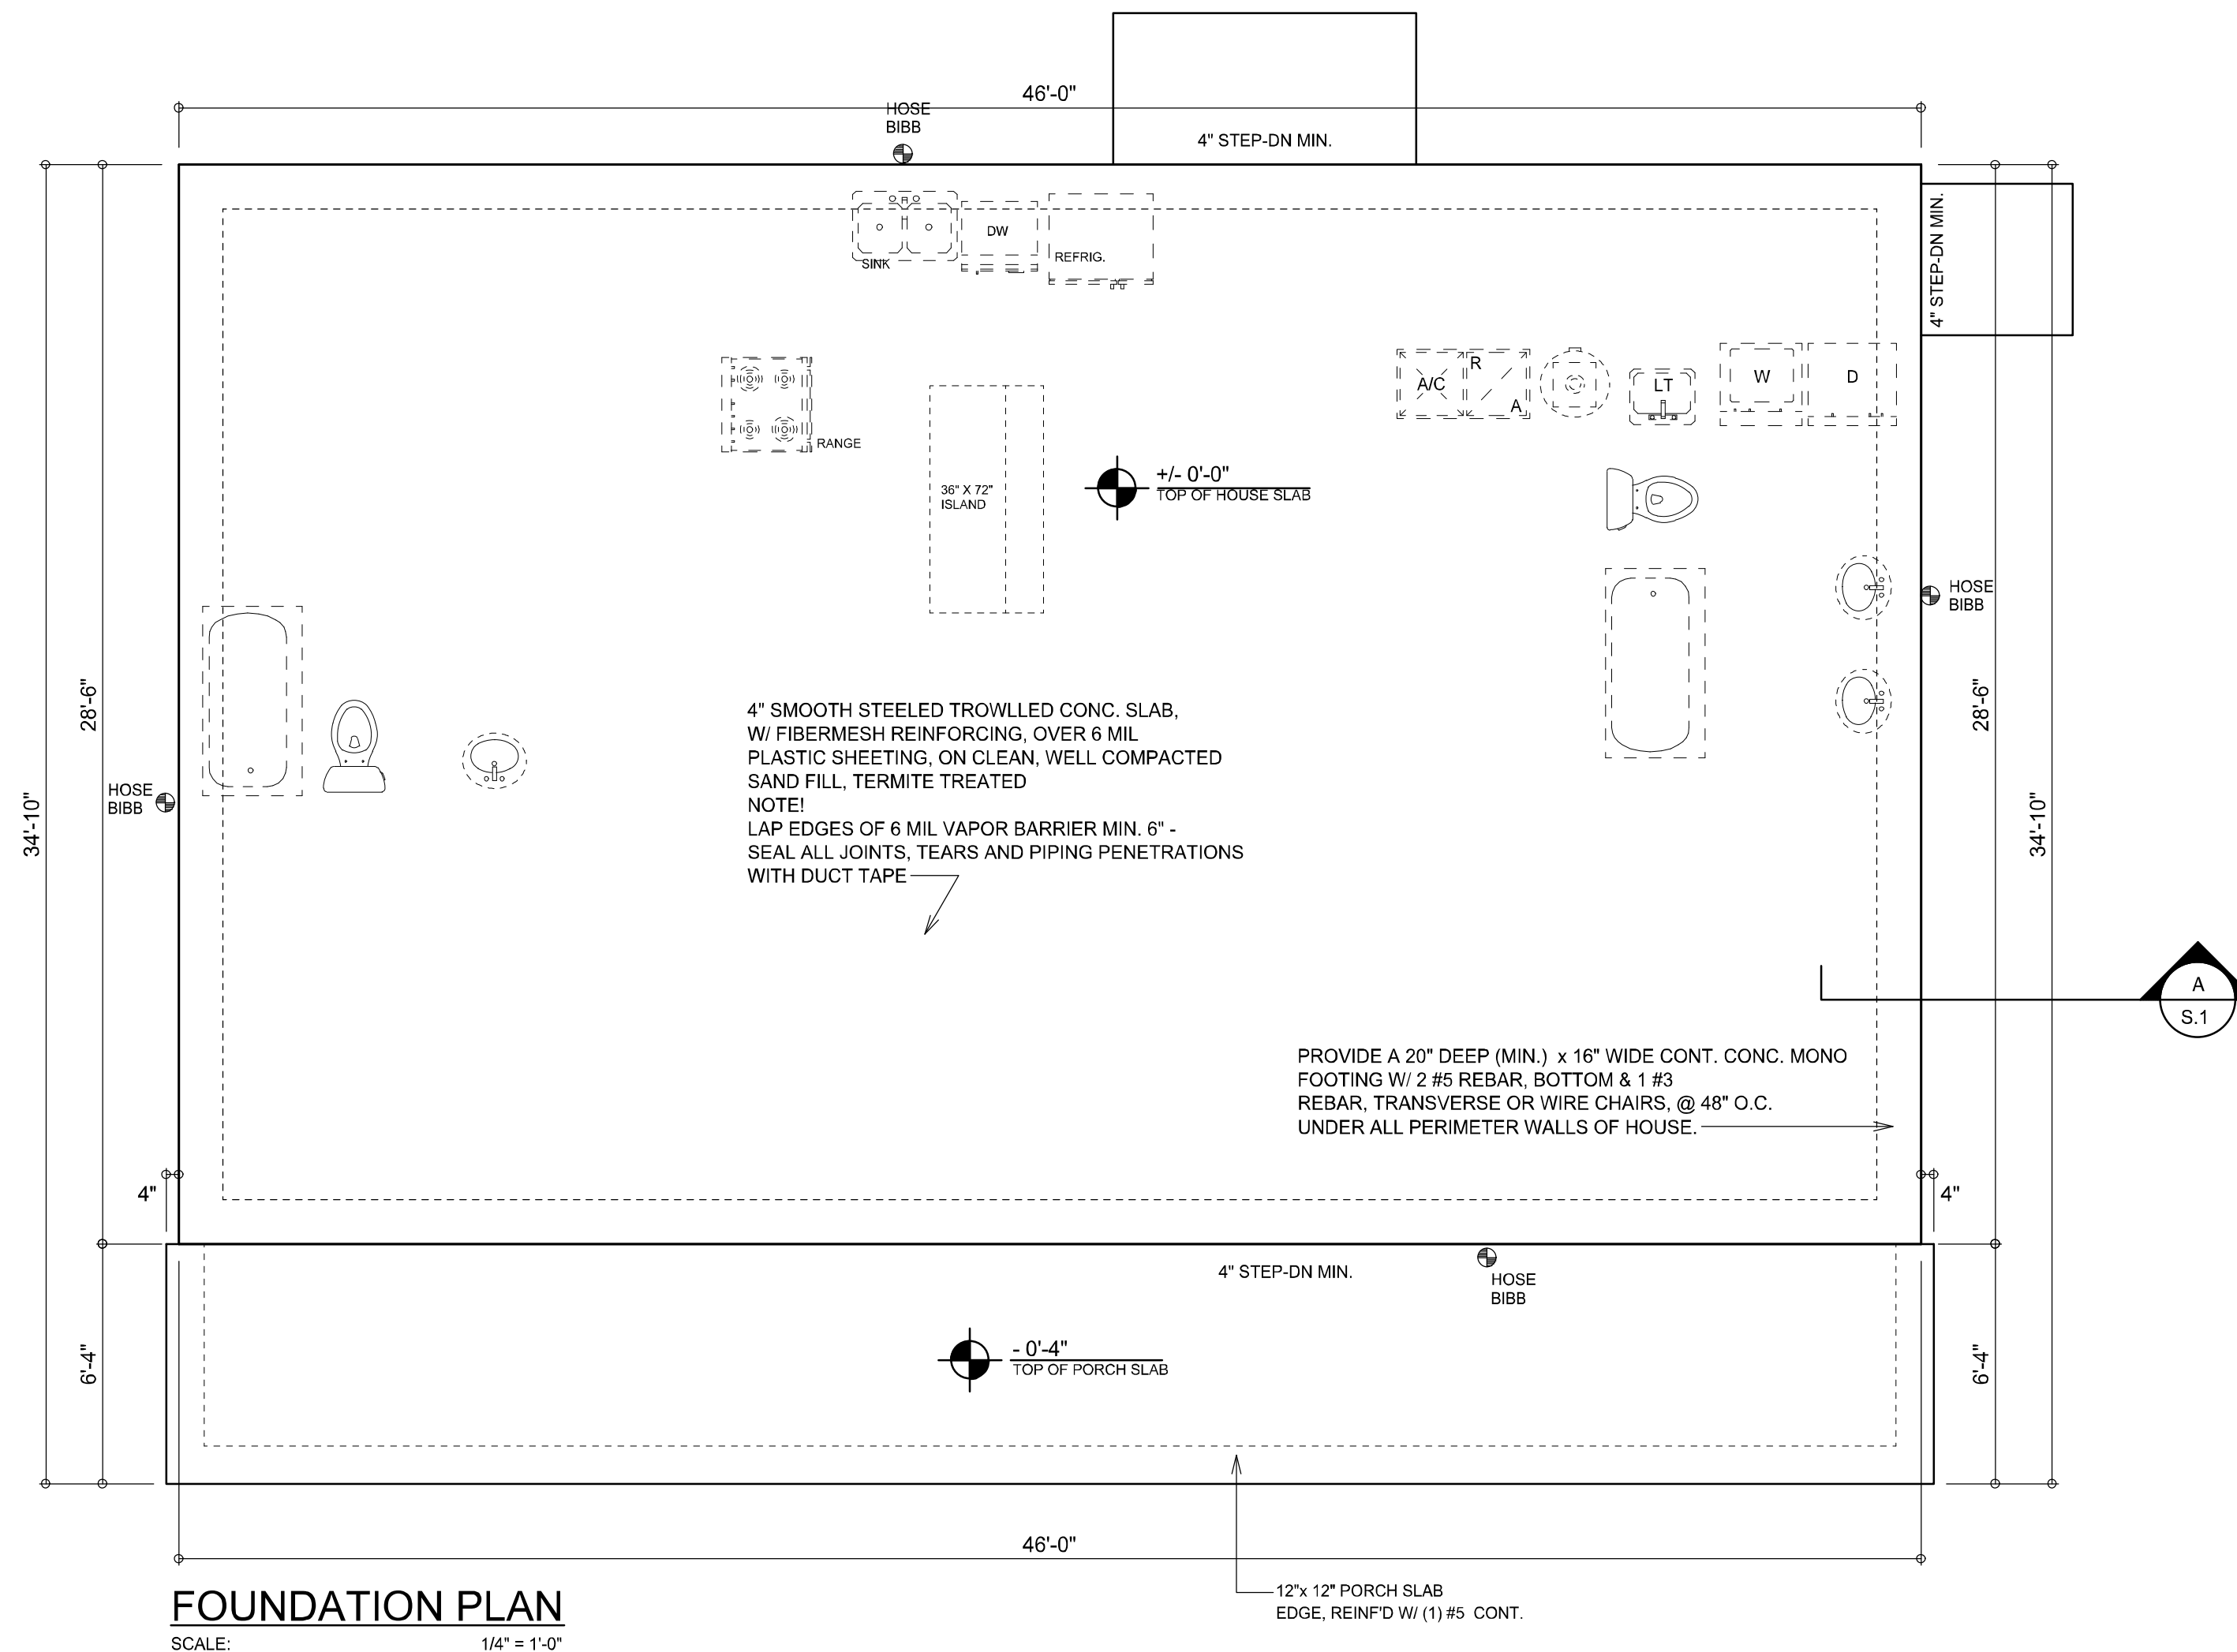 46'-0"
HOSE
BIBB
4" STEP-DN MIN.
4" STEP-DN MIN.
SINK
DW
REFRIG.
RANGE
36" X 72"
ISLAND
A/C
R
A
LT
W
D
+/- 0'-0"
TOP OF HOUSE SLAB
HOSE
BIBB
28'-6"
34'-10"
HOSE
BIBB
28'-6"
34'-10"
4" SMOOTH STEELED TROWLLED CONC. SLAB,
W/ FIBERMESH REINFORCING, OVER 6 MIL
PLASTIC SHEETING, ON CLEAN, WELL COMPACTED
SAND FILL, TERMITE TREATED
NOTE!
LAP EDGES OF 6 MIL VAPOR BARRIER MIN. 6" -
SEAL ALL JOINTS, TEARS AND PIPING PENETRATIONS
WITH DUCT TAPE
A
S.1
PROVIDE A 20" DEEP (MIN.) x 16" WIDE CONT. CONC. MONO
FOOTING W/ 2 #5 REBAR, BOTTOM & 1 #3
REBAR, TRANSVERSE OR WIRE CHAIRS, @ 48" O.C.
UNDER ALL PERIMETER WALLS OF HOUSE.
4"
4"
4" STEP-DN MIN.
HOSE
BIBB
6'-4"
- 0'-4"
TOP OF PORCH SLAB
6'-4"
46'-0"
12"x 12" PORCH SLAB
EDGE, REINF'D W/ (1) #5 CONT.
FOUNDATION PLAN
SCALE: 1/4" = 1'-0"